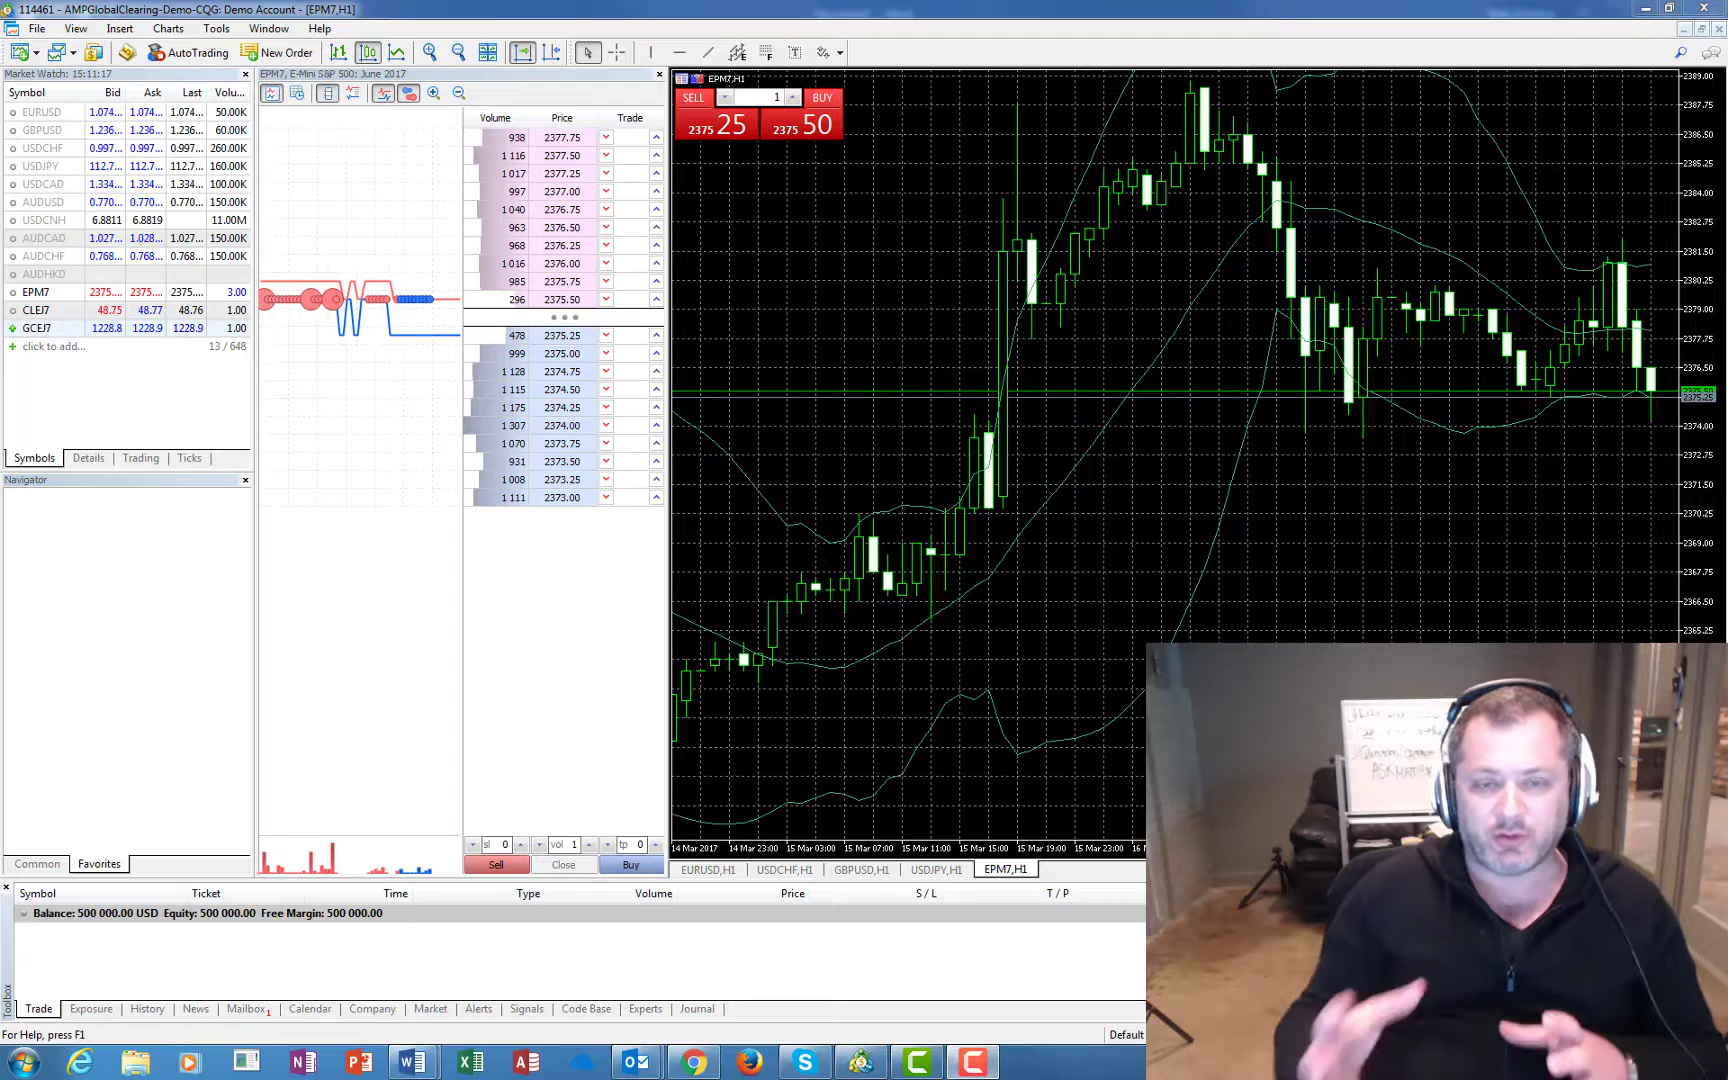 114461 - AMPGlobalClearing-Demo-CQG: Demo Account - [EPM7,H1]
File View Insert Charts Tools Window Help
AutoTrading New Order
Market Watch: 15:11:17
Symbol Bid Ask Last Volu...
EURUSD 1.074... 1.074... 1.074... 50.00K
GBPUSD 1.236... 1.236... 1.236... 60.00K
USDCHF 0.997... 0.997... 0.997... 260.00K
USDJPY 112.7... 112.7... 112.7... 160.00K
USDCAD 1.334... 1.334... 1.334... 100.00K
AUDUSD 0.770... 0.770... 0.770... 150.00K
USDCNH 6.8811 6.8819 11.00M
AUDCAD 1.027... 1.028... 1.027... 150.00K
AUDCHF 0.768... 0.768... 0.768... 150.00K
AUDHKD
EPM7 2375.... 2375.... 2375.... 3.00
CLEJ7 48.75 48.77 48.76 1.00
GCEJ7 1228.8 1228.9 1228.9 1.00
click to add... 13 / 648
Symbols Details Trading Ticks
Navigator
Common Favorites
EPM7, E-Mini S&P 500: June 2017
Volume Price Trade
938 2377.75
1 116 2377.50
1 017 2377.25
997 2377.00
1 040 2376.75
963 2376.50
968 2376.25
1 016 2376.00
985 2375.75
296 2375.50
478 2375.25
999 2375.00
1 128 2374.75
1 115 2374.50
1 175 2374.25
1 307 2374.00
1 070 2373.75
931 2373.50
1 008 2373.25
1 111 2373.00
sl 0 vol 1 tp 0
Sell Close Buy
EPM7,H1
SELL 1 BUY
2375 25 2375 50
2389.00
2387.75
2386.50
2385.25
2384.00
2382.75
2381.50
2380.25
2379.00
2377.75
2376.50
2375.50
2375.25
2374.00
2372.75
2371.50
2370.25
2369.00
2367.75
2366.50
2365.25
14 Mar 2017 14 Mar 23:00 15 Mar 03:00 15 Mar 07:00 15 Mar 11:00 15 Mar 15:00 15 Mar 19:00 15 Mar 23:00 16 M
EURUSD,H1 USDCHF,H1 GBPUSD,H1 USDJPY,H1 EPM7,H1
Symbol Ticket Time Type Volume Price S / L T / P
Balance: 500 000.00 USD Equity: 500 000.00 Free Margin: 500 000.00
Toolbox
Trade Exposure History News Mailbox1 Calendar Company Market Alerts Signals Code Base Experts Journal
For Help, press F1 Default